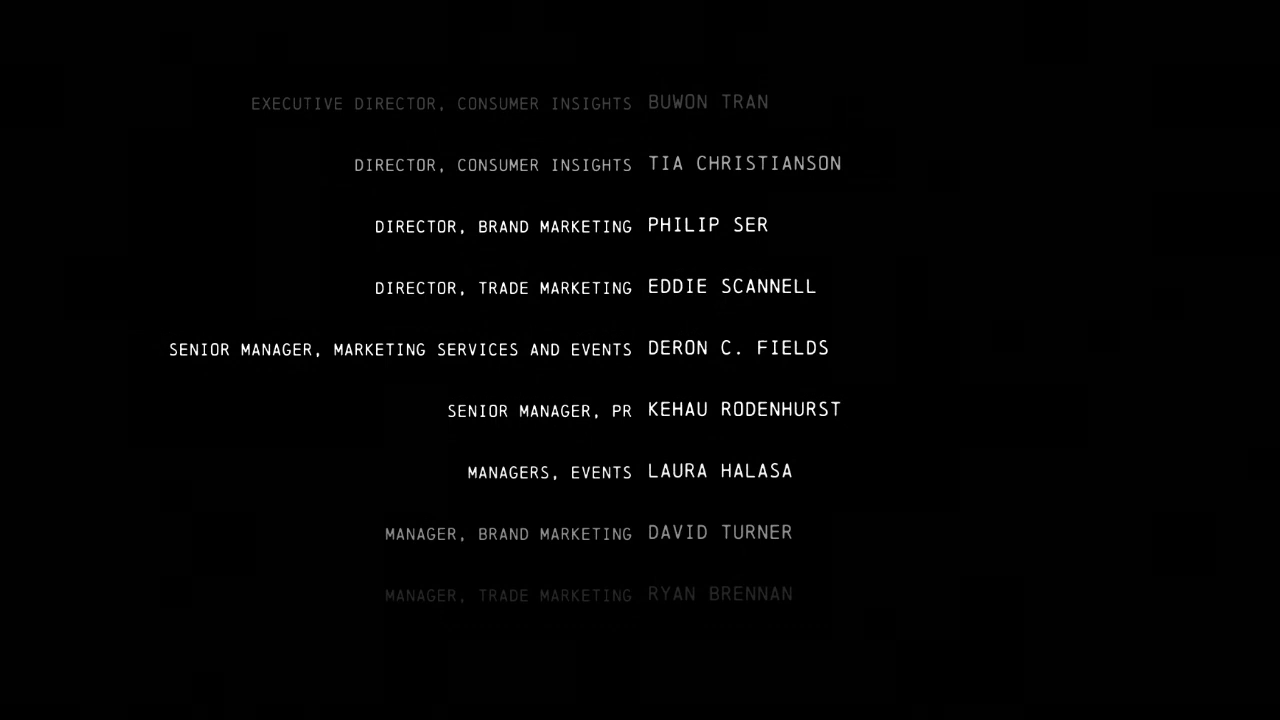 EXECUTIVE DIRECTOR, CONSUMER INSIGHTS BUWON TRAN
DIRECTOR, CONSUMER INSIGHTS TIA CHRISTIANSON
DIRECTOR, BRAND MARKETING PHILIP SER
DIRECTOR, TRADE MARKETING EDDIE SCANNELL
SENIOR MANAGER, MARKETING SERVICES AND EVENTS DERON C. FIELDS
SENIOR MANAGER, PR KEHAU RODENHURST
MANAGERS, EVENTS LAURA HALASA
MANAGER, BRAND MARKETING DAVID TURNER
MANAGER, TRADE MARKETING RYAN BRENNAN